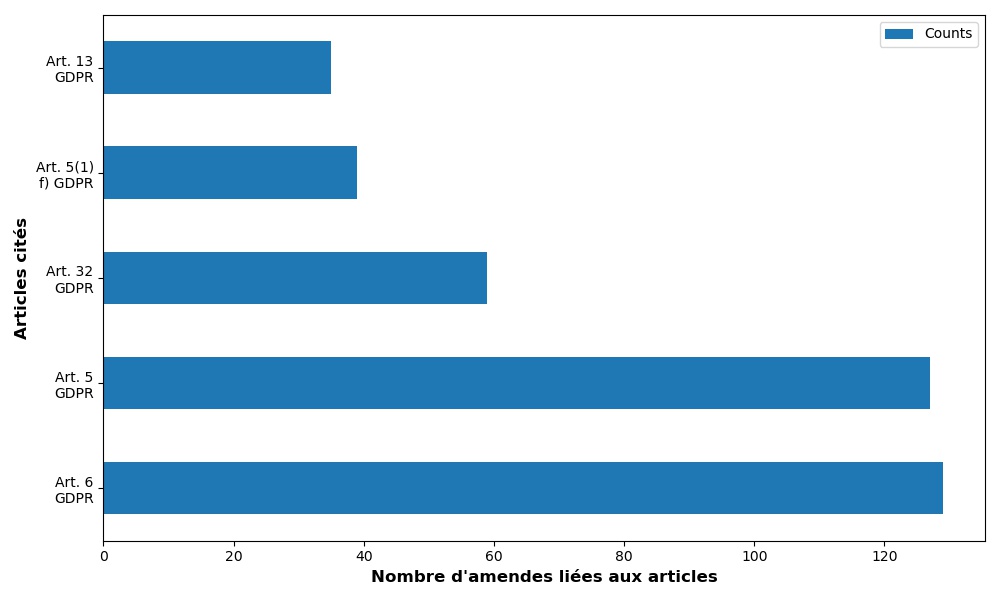 Counts
Art. 13
GDPR
Art. 5(1)
f) GDPR
Art. 32
GDPR
Art. 5
GDPR
Art. 6
GDPR
Articles cités
0 20 40 60 80 100 120
Nombre d'amendes liées aux articles